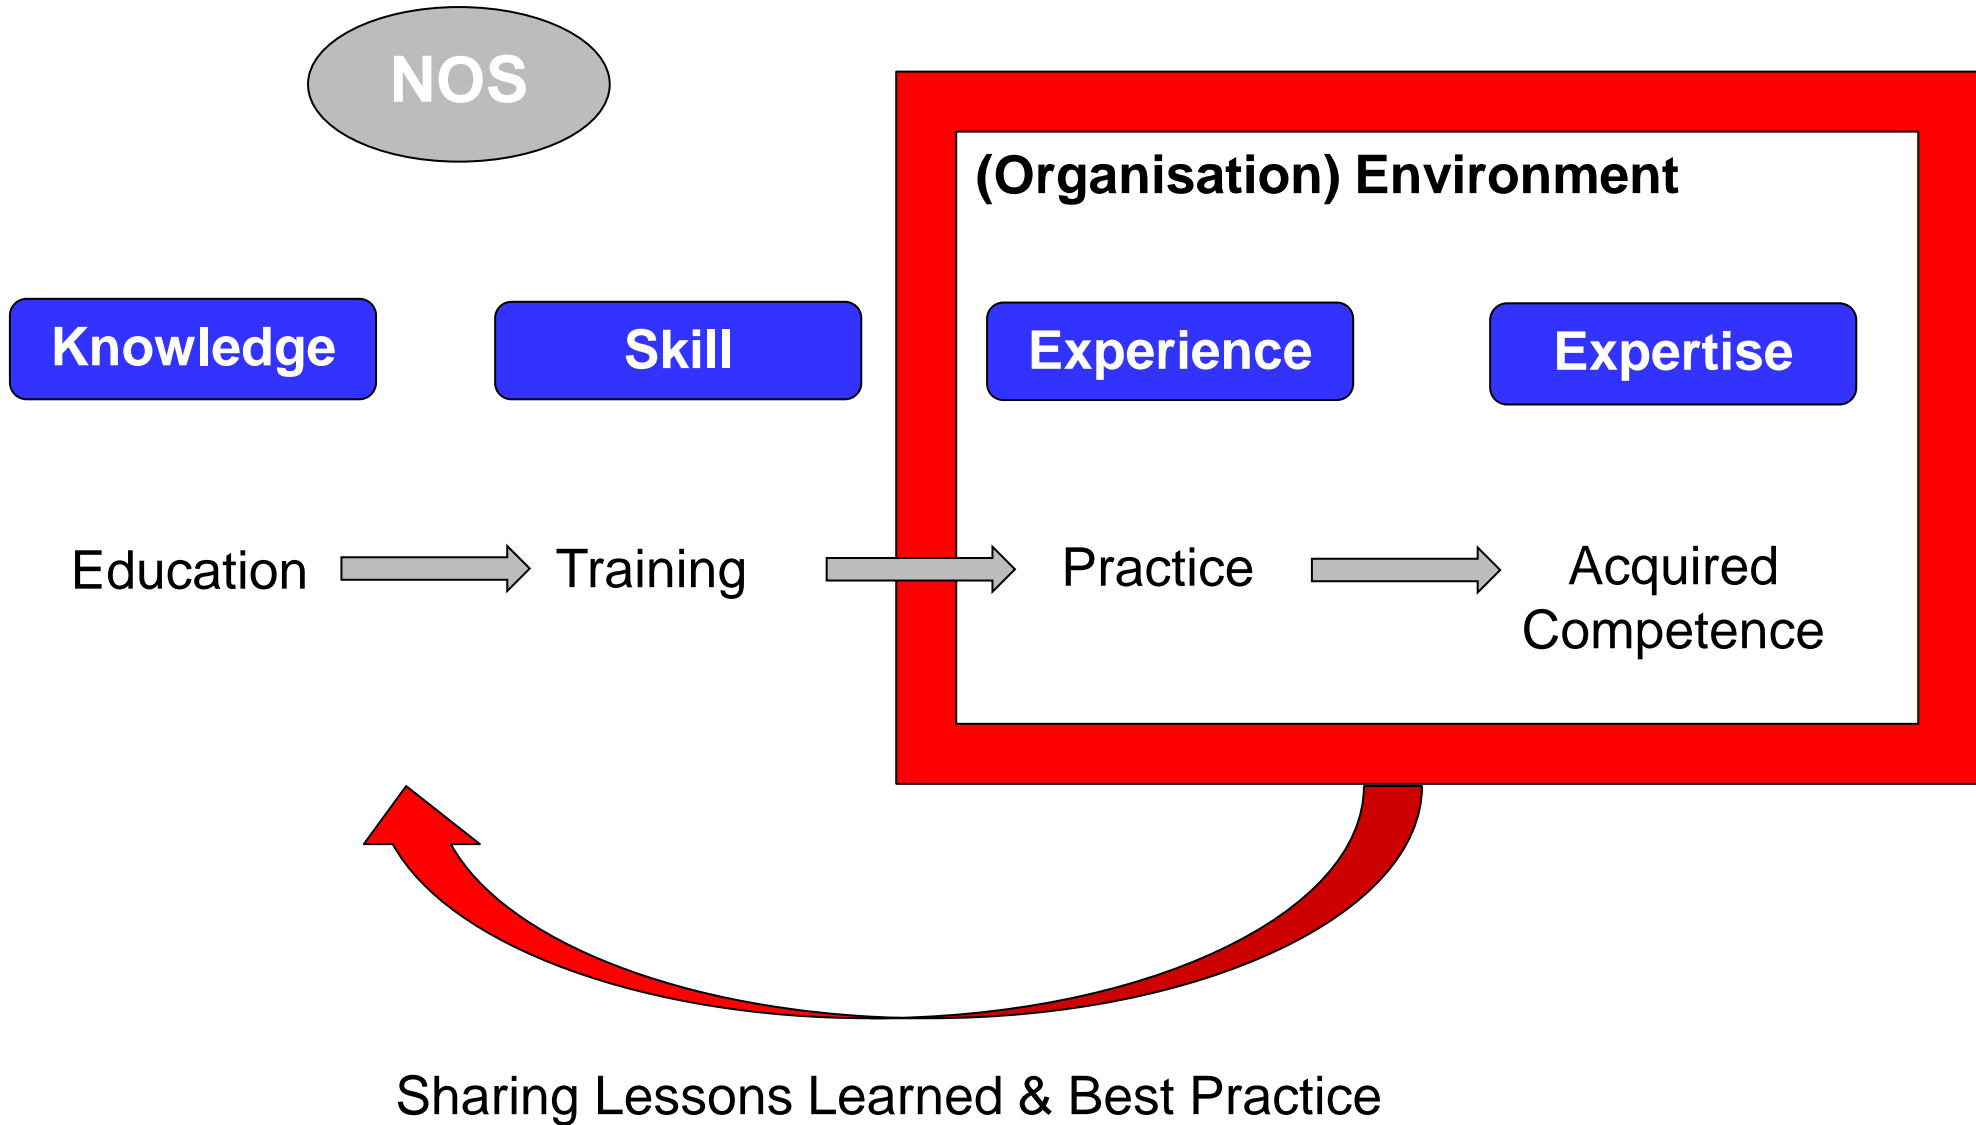 NOS
(Organisation) Environment
Knowledge
Skill
Experience
Expertise
Education
Training
Practice
Acquired
Competence
Sharing Lessons Learned & Best Practice